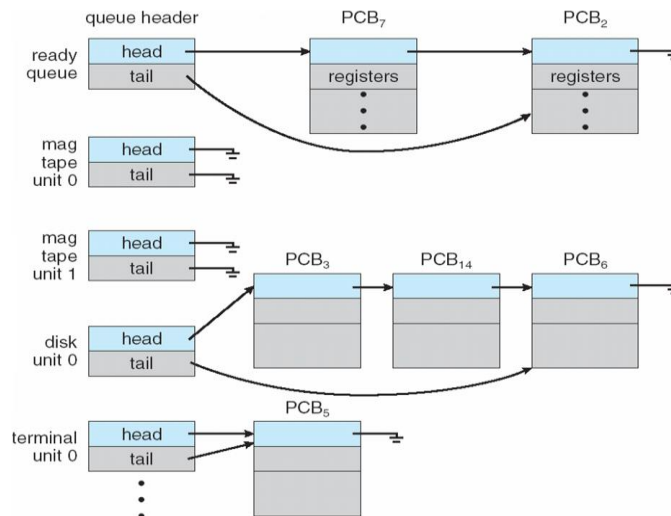 queue header PCB₇ PCB₂
ready
queue
head
tail
registers registers
mag
tape
unit 0
head
tail
mag
tape
unit 1
head
tail
PCB₃ PCB₁₄ PCB₆
disk
unit 0
head
tail
PCB₅
terminal
unit 0
head
tail